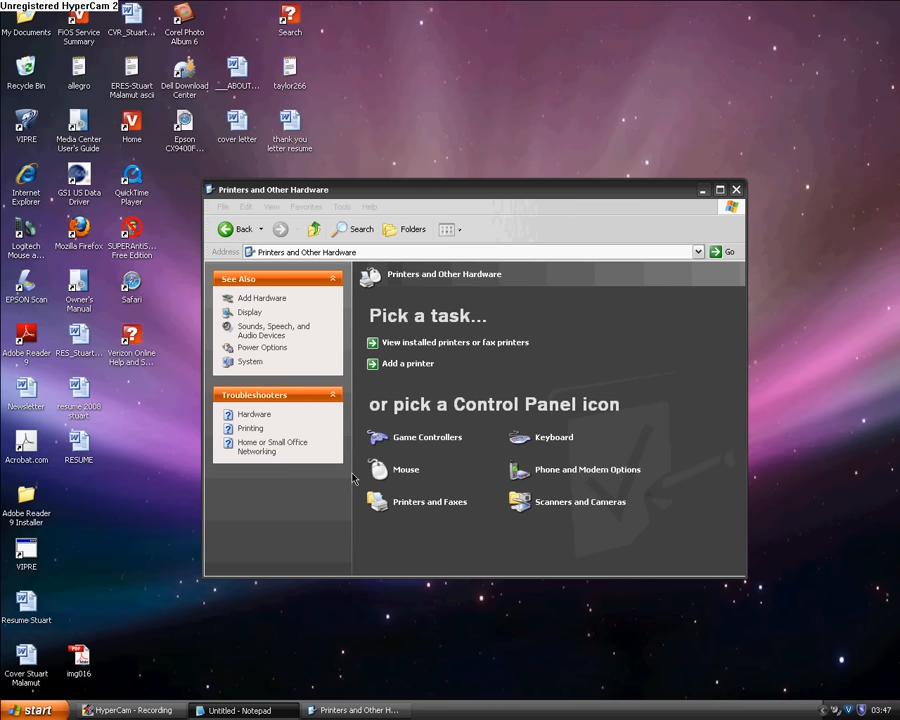 Unregistered HyperCam 2
My Documents
FiOS Service
Summary
CVR_Stuart...
Corel Photo
Album 6
Search
Recycle Bin
allegro
ERES-Stuart
Malamut ascii
Dell Download
Center
___ABOUT...
taylor266
VIPRE
Media Center
User's Guide
Home
Epson
CX9400F...
cover letter
thank you
letter resume
Internet
Explorer
GS1 US Data
Driver
QuickTime
Player
Logitech
Mouse a...
Mozilla Firefox
SUPERAntiS...
Free Edition
EPSON Scan
Owner's
Manual
Safari
Adobe Reader
9
RES_Stuart...
Verizon Online
Help and S...
Newsletter
resume 2008
stuart
Acrobat.com
RESUME
Adobe Reader
9 Installer
VIPRE
Resume Stuart
Cover Stuart
Malamut
img016
Printers and Other Hardware
File Edit View Favorites Tools Help
Back Search Folders
Address Printers and Other Hardware Go
See Also
Add Hardware
Display
Sounds, Speech, and
Audio Devices
Power Options
System
Troubleshooters
Hardware
Printing
Home or Small Office
Networking
Printers and Other Hardware
Pick a task...
View installed printers or fax printers
Add a printer
or pick a Control Panel icon
Game Controllers Keyboard
Mouse Phone and Modem Options
Printers and Faxes Scanners and Cameras
start HyperCam - Recording Untitled - Notepad Printers and Other H... 03:47